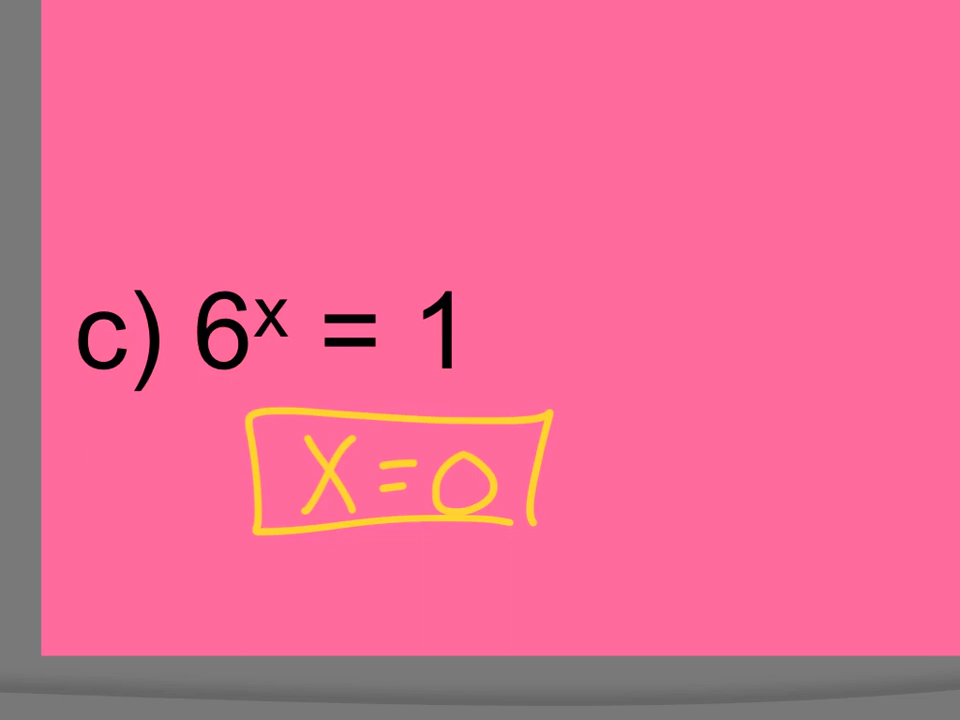 c) 6ˣ = 1
x = 0